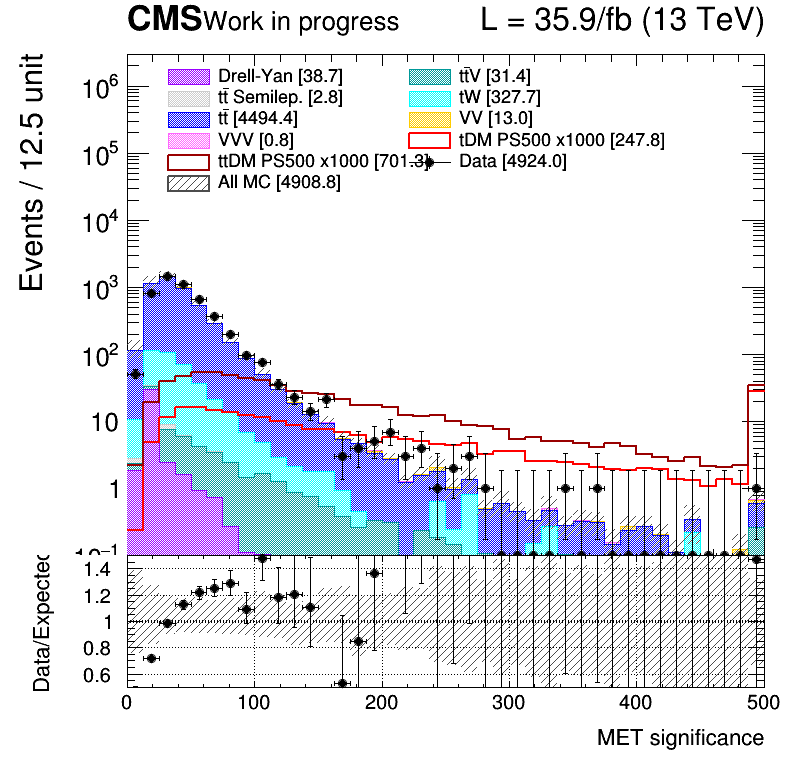 CMS Work in progress L = 35.9/fb (13 TeV)
Events / 12.5 unit
Drell-Yan [38.7] tt̄V [31.4]
tt̄ Semilep. [2.8] tW [327.7]
tt̄ [4494.4] VV [13.0]
VVV [0.8] tDM PS500 x1000 [247.8]
ttDM PS500 x1000 [701.3] Data [4924.0]
All MC [4908.8]
10⁶
10⁵
10⁴
10³
10²
10
1
10⁻¹
Data/Expected
1.4
1.2
1
0.8
0.6
0 100 200 300 400 500
MET significance